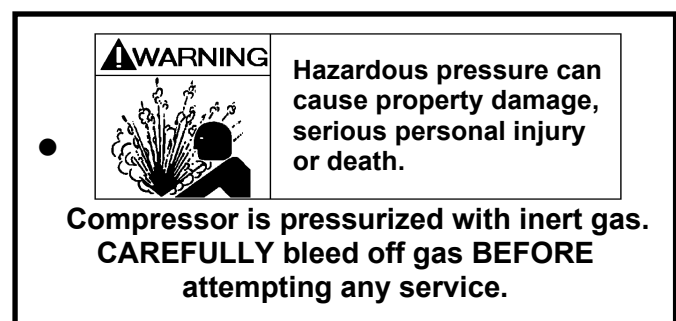 WARNING
Hazardous pressure can
cause property damage,
serious personal injury
or death.
Compressor is pressurized with inert gas.
CAREFULLY bleed off gas BEFORE
attempting any service.